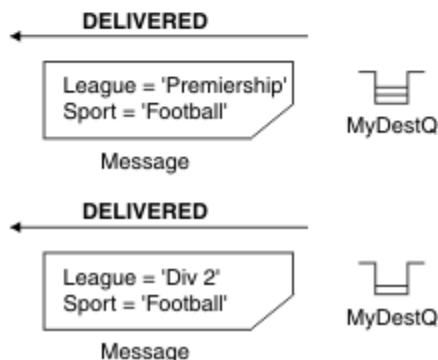 DELIVERED
League = 'Premiership'
Sport = 'Football'
MyDestQ
Message
DELIVERED
League = 'Div 2'
Sport = 'Football'
MyDestQ
Message